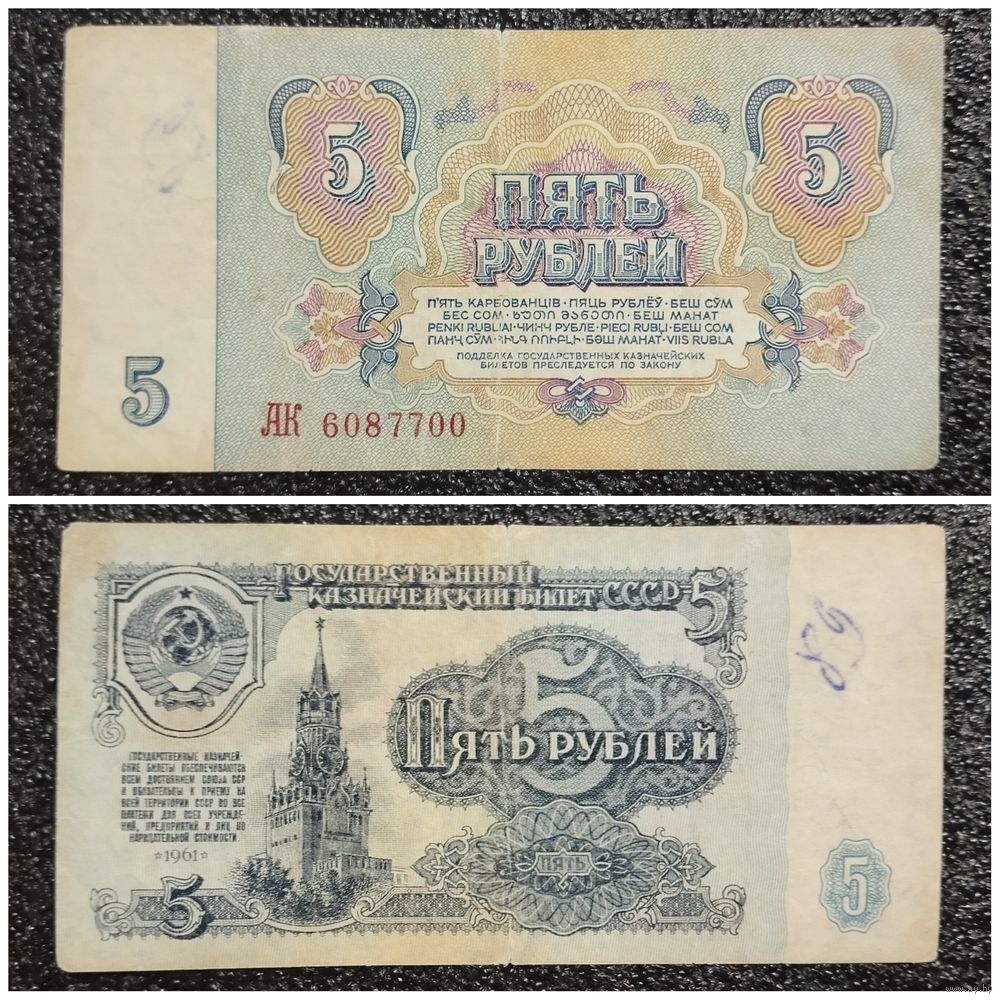 5
5
ПЯТЬ
РУБЛЕЙ
П'ЯТЬ КАРБОВАНЦІВ · ПЯЦЬ РУБЛЁЎ · БЕШ СЎМ
БЕС СОМ · ᲮᲣᲗᲘ ᲛᲐᲜᲔᲗᲘ · БЕШ МАНАТ
PENKI RUBLIAI · ЧИНЧ РУБЛЕ · PIECI RUBĻI · БЕШ СОМ
ПАНҶ СӮМ · ՀԻՆԳ ՌՈՒԲԼԻ · БӘШ МАНАТ · VIIS RUBLA
ПОДДЕЛКА ГОСУДАРСТВЕННЫХ КАЗНАЧЕЙСКИХ
БИЛЕТОВ ПРЕСЛЕДУЕТСЯ ПО ЗАКОНУ
5
АК 6087700
ГОСУДАРСТВЕННЫЙ
КАЗНАЧЕЙСКИЙ БИЛЕТ СССР
5
5
ПЯТЬ РУБЛЕЙ
ГОСУДАРСТВЕННЫЕ КАЗНАЧЕЙ-
СКИЕ БИЛЕТЫ ОБЕСПЕЧИВАЮТСЯ
ВСЕМ ДОСТОЯНИЕМ СОЮЗА ССР
И ОБЯЗАТЕЛЬНЫ К ПРИЕМУ НА
ВСЕЙ ТЕРРИТОРИИ СССР ВО ВСЕ
ПЛАТЕЖИ ДЛЯ ВСЕХ УЧРЕЖДЕ-
НИЙ, ПРЕДПРИЯТИЙ И ЛИЦ ПО
НАРИЦАТЕЛЬНОЙ СТОИМОСТИ
1961
ПЯТЬ
5
5